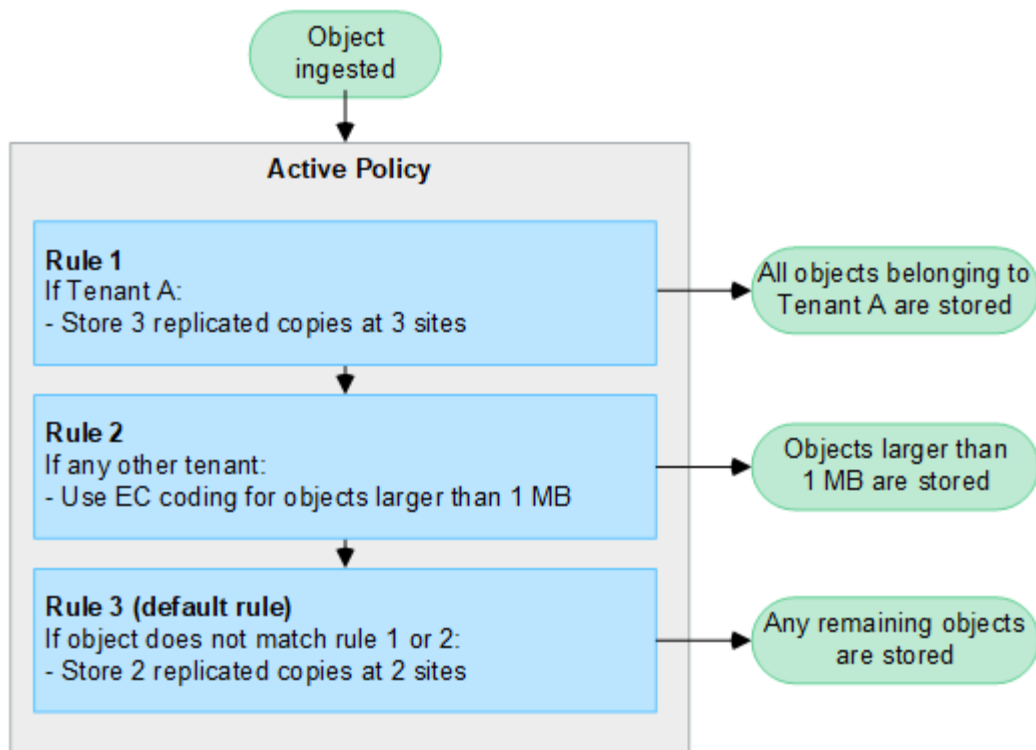 Object
ingested
Active Policy
Rule 1
If Tenant A:
- Store 3 replicated copies at 3 sites
All objects belonging to
Tenant A are stored
Rule 2
If any other tenant:
- Use EC coding for objects larger than 1 MB
Objects larger than
1 MB are stored
Rule 3 (default rule)
If object does not match rule 1 or 2:
- Store 2 replicated copies at 2 sites
Any remaining objects
are stored